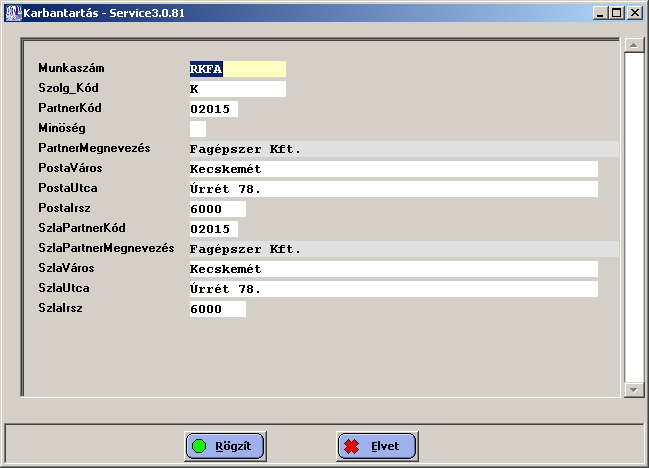 Karbantartás - Service3.0.81
Munkaszám RKFA
Szolg_Kód K
PartnerKód 02015
Minöség
PartnerMegnevezés Fagépszer Kft.
PostaVáros Kecskemét
PostaUtca Úrrét 78.
PostaIrsz 6000
SzlaPartnerKód 02015
SzlaPartnerMegnevezés Fagépszer Kft.
SzlaVáros Kecskemét
SzlaUtca Úrrét 78.
SzlaIrsz 6000
Rögzít Elvet